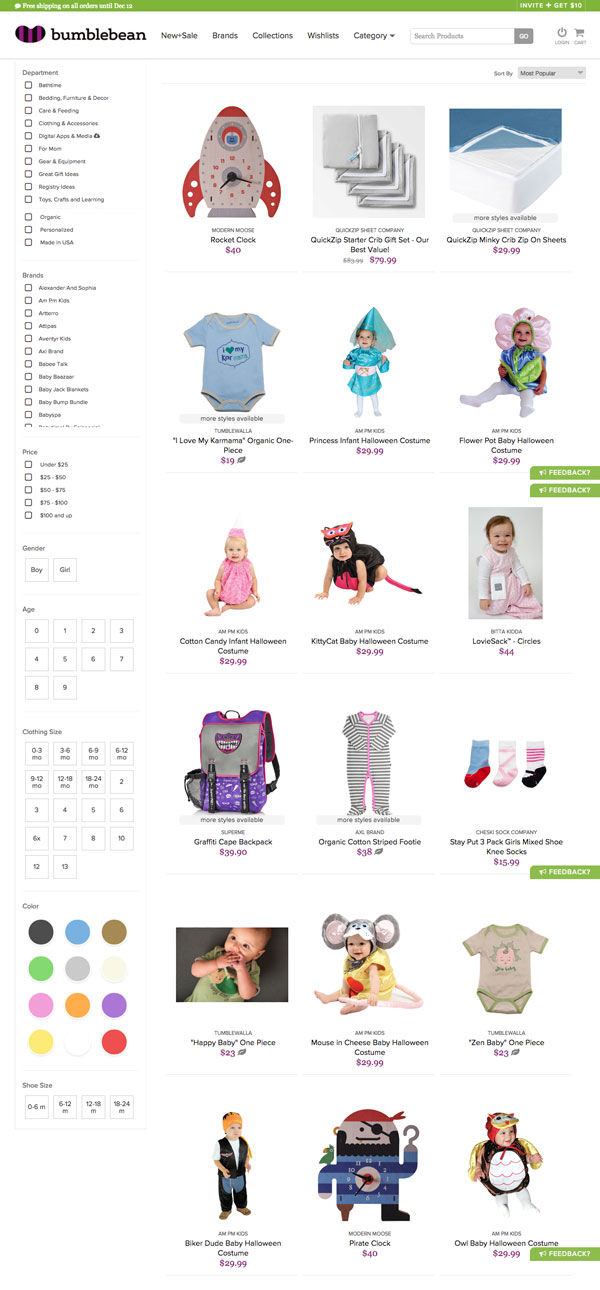 Free shipping on all orders until Dec 12
INVITE + GET $10
bumblebean
New+Sale
Brands
Collections
Wishlists
Category
Search Products
GO
LOGIN
CART
Department
Bathtime
Bedding, Furniture & Decor
Care & Feeding
Clothing & Accessories
Digital Apps & Media
For Mom
Gear & Equipment
Great Gift Ideas
Registry Ideas
Toys, Crafts and Learning
Organic
Personalized
Made in USA
Brands
Alexander And Sophia
Am Pm Kids
Artterro
Attipas
Aventyr Kids
Axl Brand
Babee Talk
Baby Beazaar
Baby Jack Blankets
Baby Bump Bundle
Babyspa
Price
Under $25
$25 - $50
$50 - $75
$75 - $100
$100 and up
Gender
Boy
Girl
Age
0
1
2
3
4
5
6
7
8
9
Clothing Size
0-3 mo
3-6 mo
6-9 mo
6-12 mo
9-12 mo
12-18 mo
18-24 mo
2
3
4
5
6
6x
7
8
10
12
13
Color
Shoe Size
0-6 m
6-12 m
12-18 m
18-24 m
Sort By
Most Popular
MODERN MOOSE
Rocket Clock
$40
QUICKZIP SHEET COMPANY
QuickZip Starter Crib Gift Set - Our
Best Value!
$83.99 $79.99
more styles available
QUICKZIP SHEET COMPANY
QuickZip Minky Crib Zip On Sheets
$29.99
i my
Karmama
more styles available
TUMBLEWALLA
"I Love My Karmama" Organic One-
Piece
$19
AM PM KIDS
Princess Infant Halloween Costume
$29.99
AM PM KIDS
Flower Pot Baby Halloween
Costume
$29.99
FEEDBACK?
FEEDBACK?
AM PM KIDS
Cotton Candy Infant Halloween
Costume
$29.99
AM PM KIDS
KittyCat Baby Halloween Costume
$29.99
BITTA KIDDA
LovieSack™ - Circles
$44
more styles available
SUPERME
Graffiti Cape Backpack
$39.90
more styles available
AXL BRAND
Organic Cotton Striped Footie
$38
CHESKI SOCK COMPANY
Stay Put 3 Pack Girls Mixed Shoe
Knee Socks
$15.99
FEEDBACK?
TUMBLEWALLA
"Happy Baby" One Piece
$23
AM PM KIDS
Mouse in Cheese Baby Halloween
Costume
$29.99
TUMBLEWALLA
"Zen Baby" One Piece
$23
AM PM KIDS
Biker Dude Baby Halloween
Costume
$29.99
MODERN MOOSE
Pirate Clock
$40
AM PM KIDS
Owl Baby Halloween Costume
$29.99
FEEDBACK?